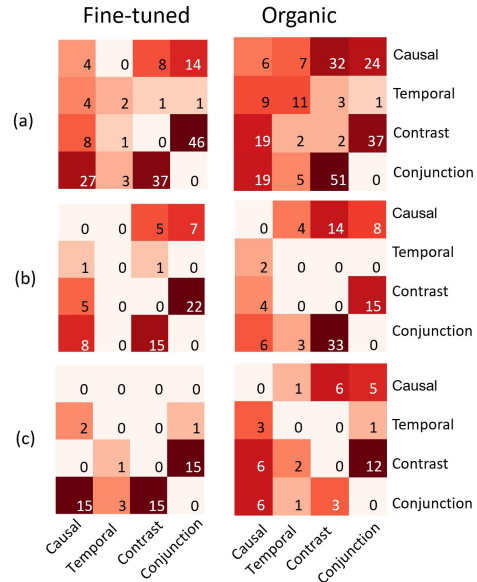 Fine-tuned Organic
4 0 8 14 6 7 32 24 Causal
4 2 1 1 9 11 3 1 Temporal
(a)
8 1 0 46 19 2 2 37 Contrast
27 3 37 0 19 5 51 0 Conjunction
0 0 5 7 0 4 14 8 Causal
1 0 1 0 2 0 0 0 Temporal
(b)
5 0 0 22 4 0 0 15 Contrast
8 0 15 0 6 3 33 0 Conjunction
0 0 0 0 0 1 6 5 Causal
2 0 0 1 3 0 0 1 Temporal
(c)
0 1 0 15 6 2 0 12 Contrast
15 3 15 0 6 1 3 0 Conjunction
Causal Temporal Contrast Conjunction Causal Temporal Contrast Conjunction